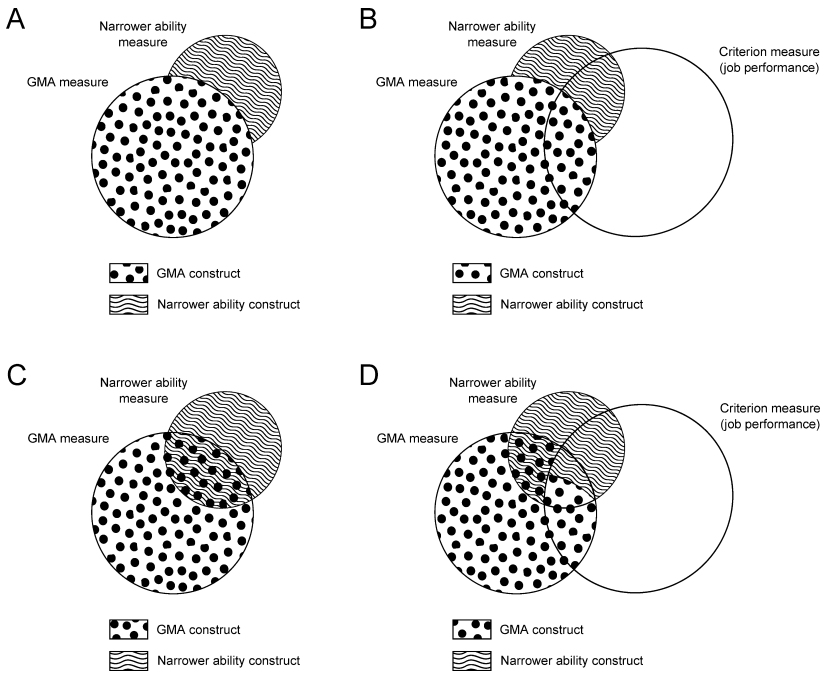 A
Narrower ability
measure
GMA measure
GMA construct
Narrower ability construct
B
Narrower ability
measure
GMA measure
Criterion measure
(job performance)
GMA construct
Narrower ability construct
C
Narrower ability
measure
GMA measure
GMA construct
Narrower ability construct
D
Narrower ability
measure
GMA measure
Criterion measure
(job performance)
GMA construct
Narrower ability construct